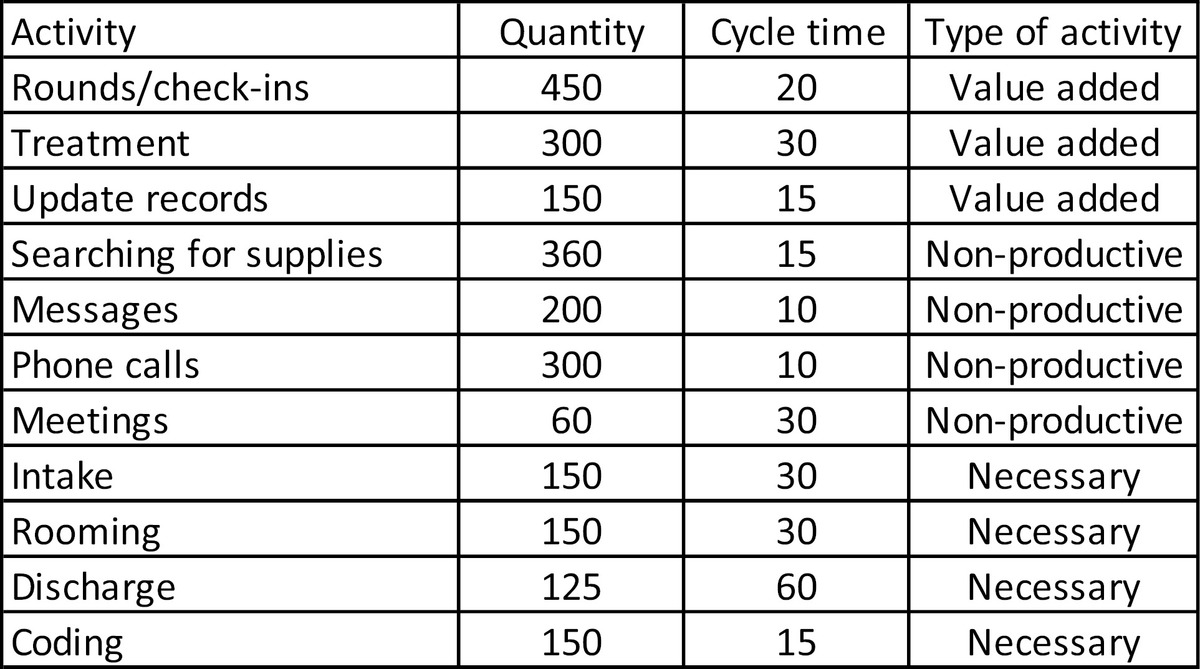 Activity Quantity Cycle time Type of activity
Rounds/check-ins 450 20 Value added
Treatment 300 30 Value added
Update records 150 15 Value added
Searching for supplies 360 15 Non-productive
Messages 200 10 Non-productive
Phone calls 300 10 Non-productive
Meetings 60 30 Non-productive
Intake 150 30 Necessary
Rooming 150 30 Necessary
Discharge 125 60 Necessary
Coding 150 15 Necessary